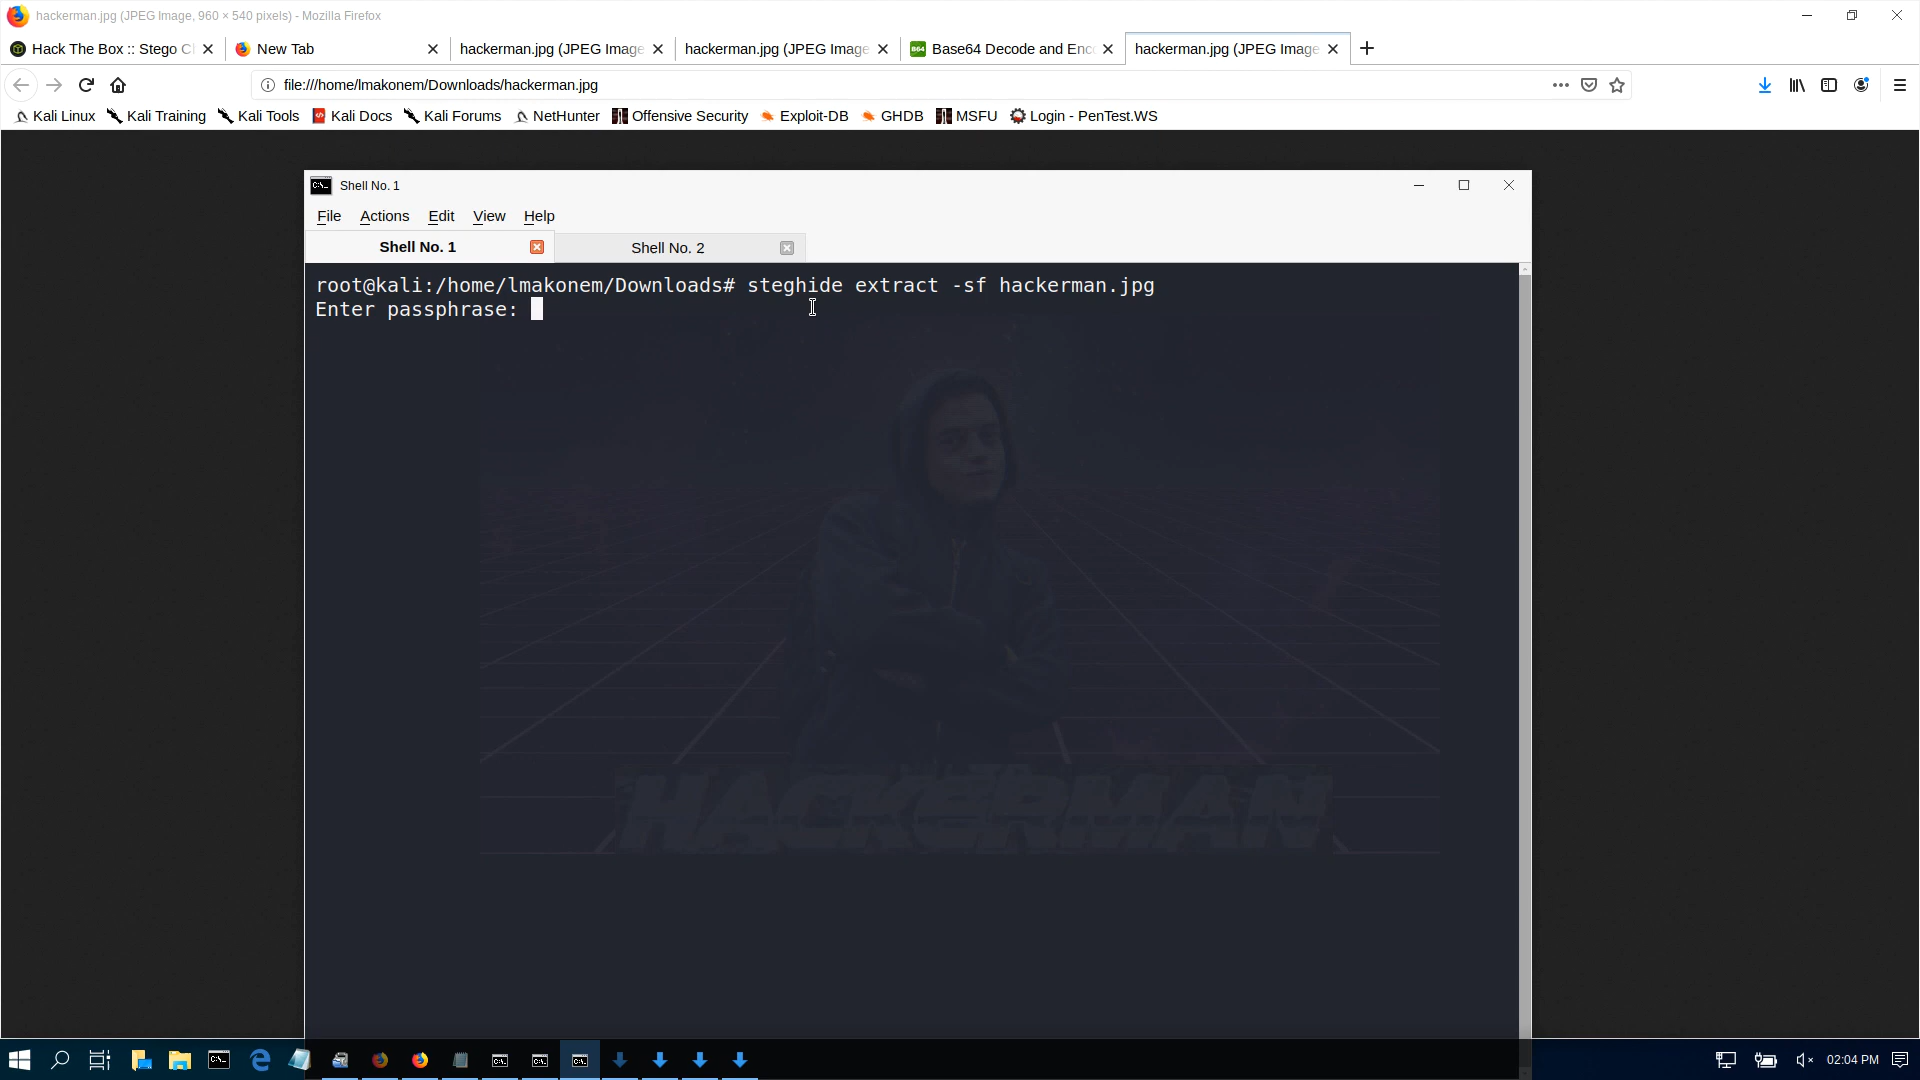 hackerman.jpg (JPEG Image, 960 × 540 pixels) - Mozilla Firefox
Hack The Box :: Stego C
New Tab
hackerman.jpg (JPEG Image
hackerman.jpg (JPEG Image
B64 Base64 Decode and Enc
hackerman.jpg (JPEG Image
file:///home/lmakonem/Downloads/hackerman.jpg
Kali Linux Kali Training Kali Tools Kali Docs Kali Forums NetHunter Offensive Security Exploit-DB GHDB MSFU Login - PenTest.WS
Shell No. 1
File Actions Edit View Help
Shell No. 1 Shell No. 2
root@kali:/home/lmakonem/Downloads# steghide extract -sf hackerman.jpg
Enter passphrase:
HACKERMAN
02:04 PM